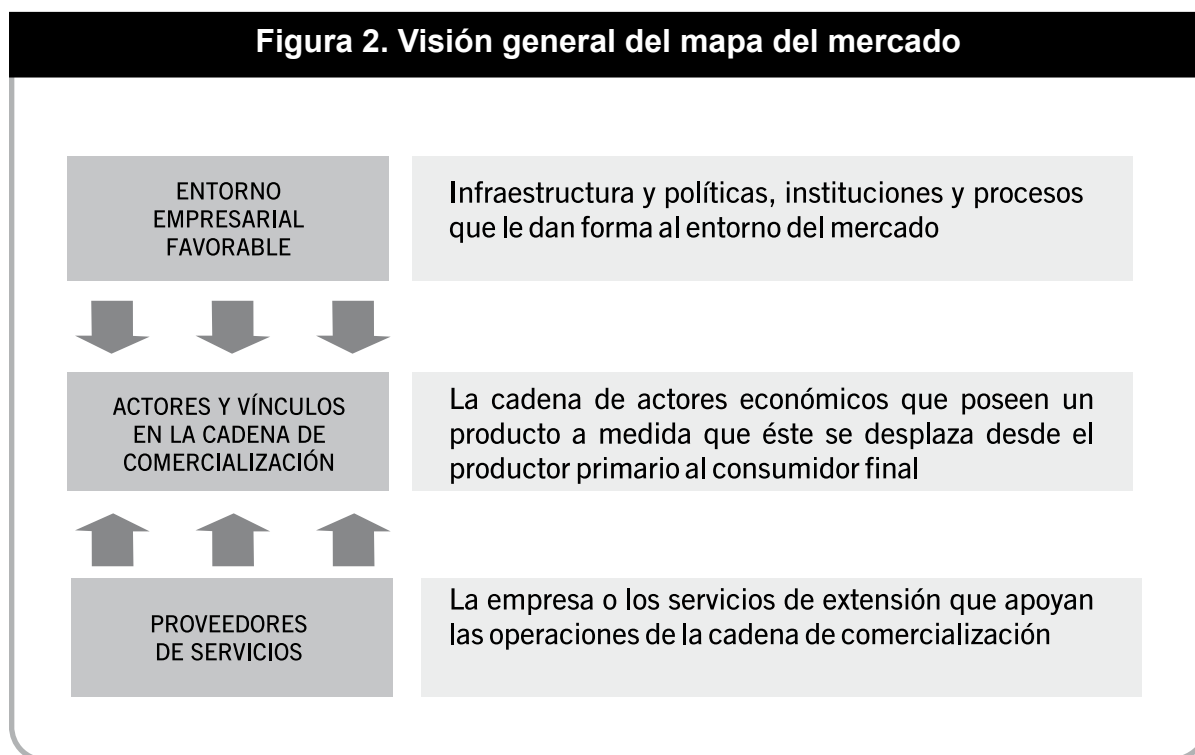 Figura 2. Visión general del mapa del mercado
ENTORNO
EMPRESARIAL
FAVORABLE
Infraestructura y políticas, instituciones y procesos
que le dan forma al entorno del mercado
ACTORES Y VÍNCULOS
EN LA CADENA DE
COMERCIALIZACIÓN
La cadena de actores económicos que poseen un
producto a medida que éste se desplaza desde el
productor primario al consumidor final
PROVEEDORES
DE SERVICIOS
La empresa o los servicios de extensión que apoyan
las operaciones de la cadena de comercialización